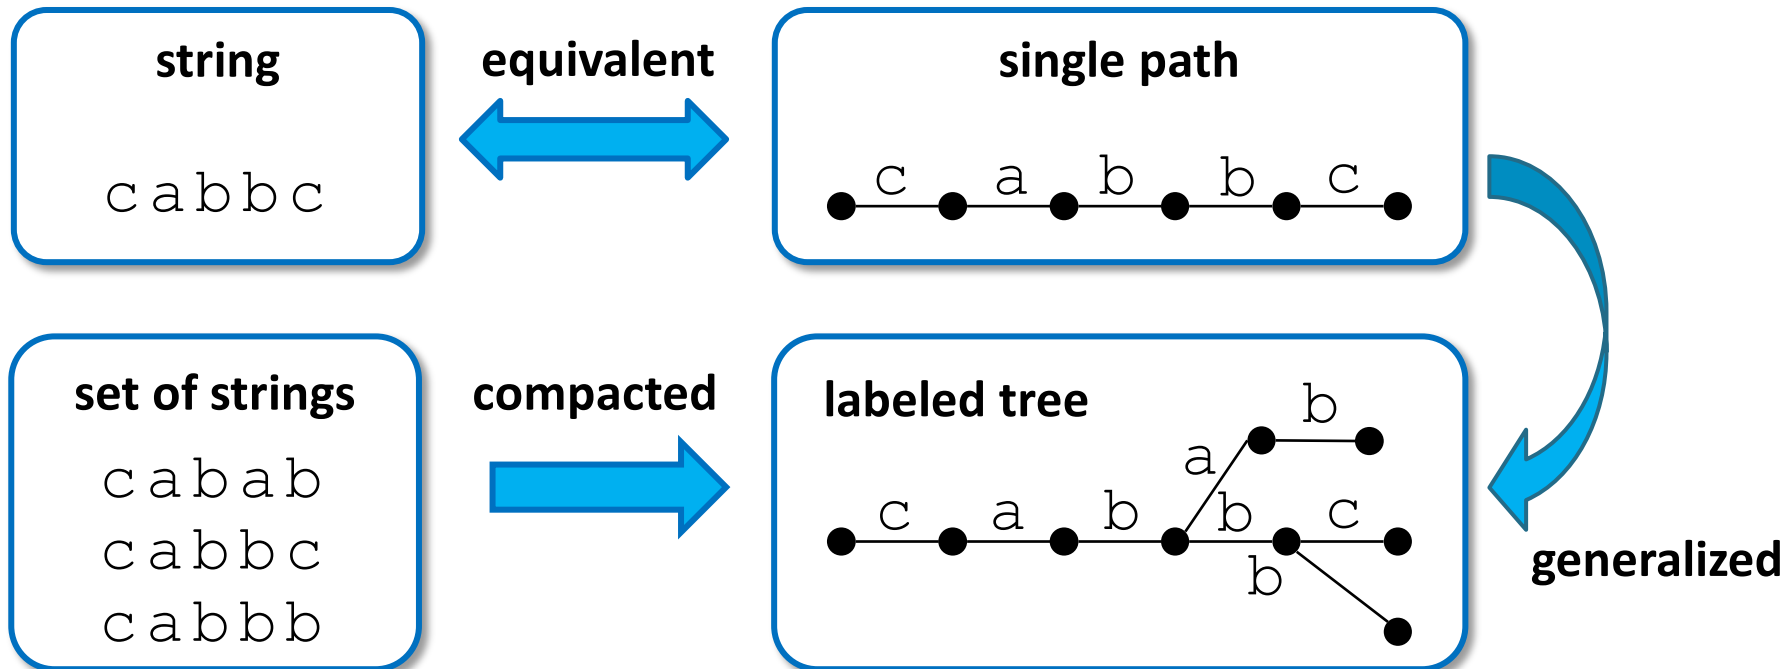 string
equivalent
single path
c a b b c
c a b b c
set of strings
compacted
labeled tree
c a b a b
c a b b c
c a b b b
b
a
c a b b c
b
generalized